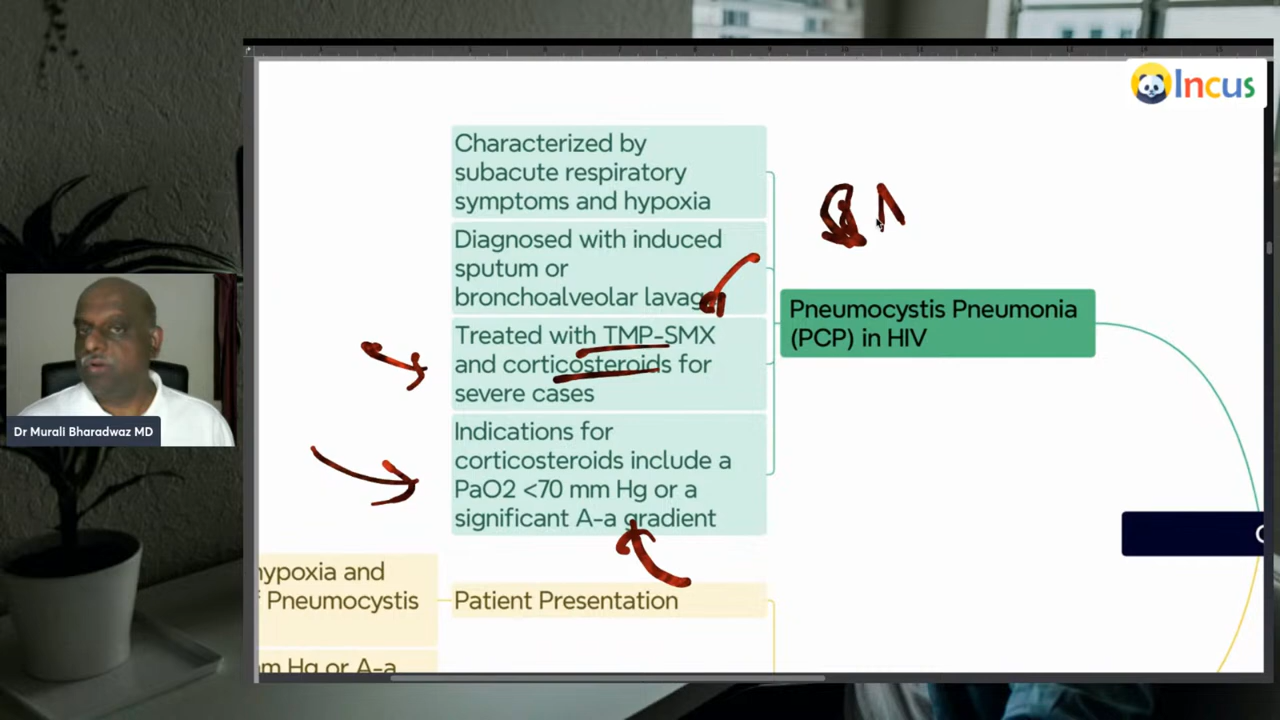 Incus
Characterized by
subacute respiratory
symptoms and hypoxia
Diagnosed with induced
sputum or
bronchoalveolar lavage
Treated with TMP-SMX
and corticosteroids for
severe cases
Indications for
corticosteroids include a
PaO2 <70 mm Hg or a
significant A-a gradient
Pneumocystis Pneumonia
(PCP) in HIV
Dr Murali Bharadwaz MD
hypoxia and
Pneumocystis
Patient Presentation
Hg or A-a